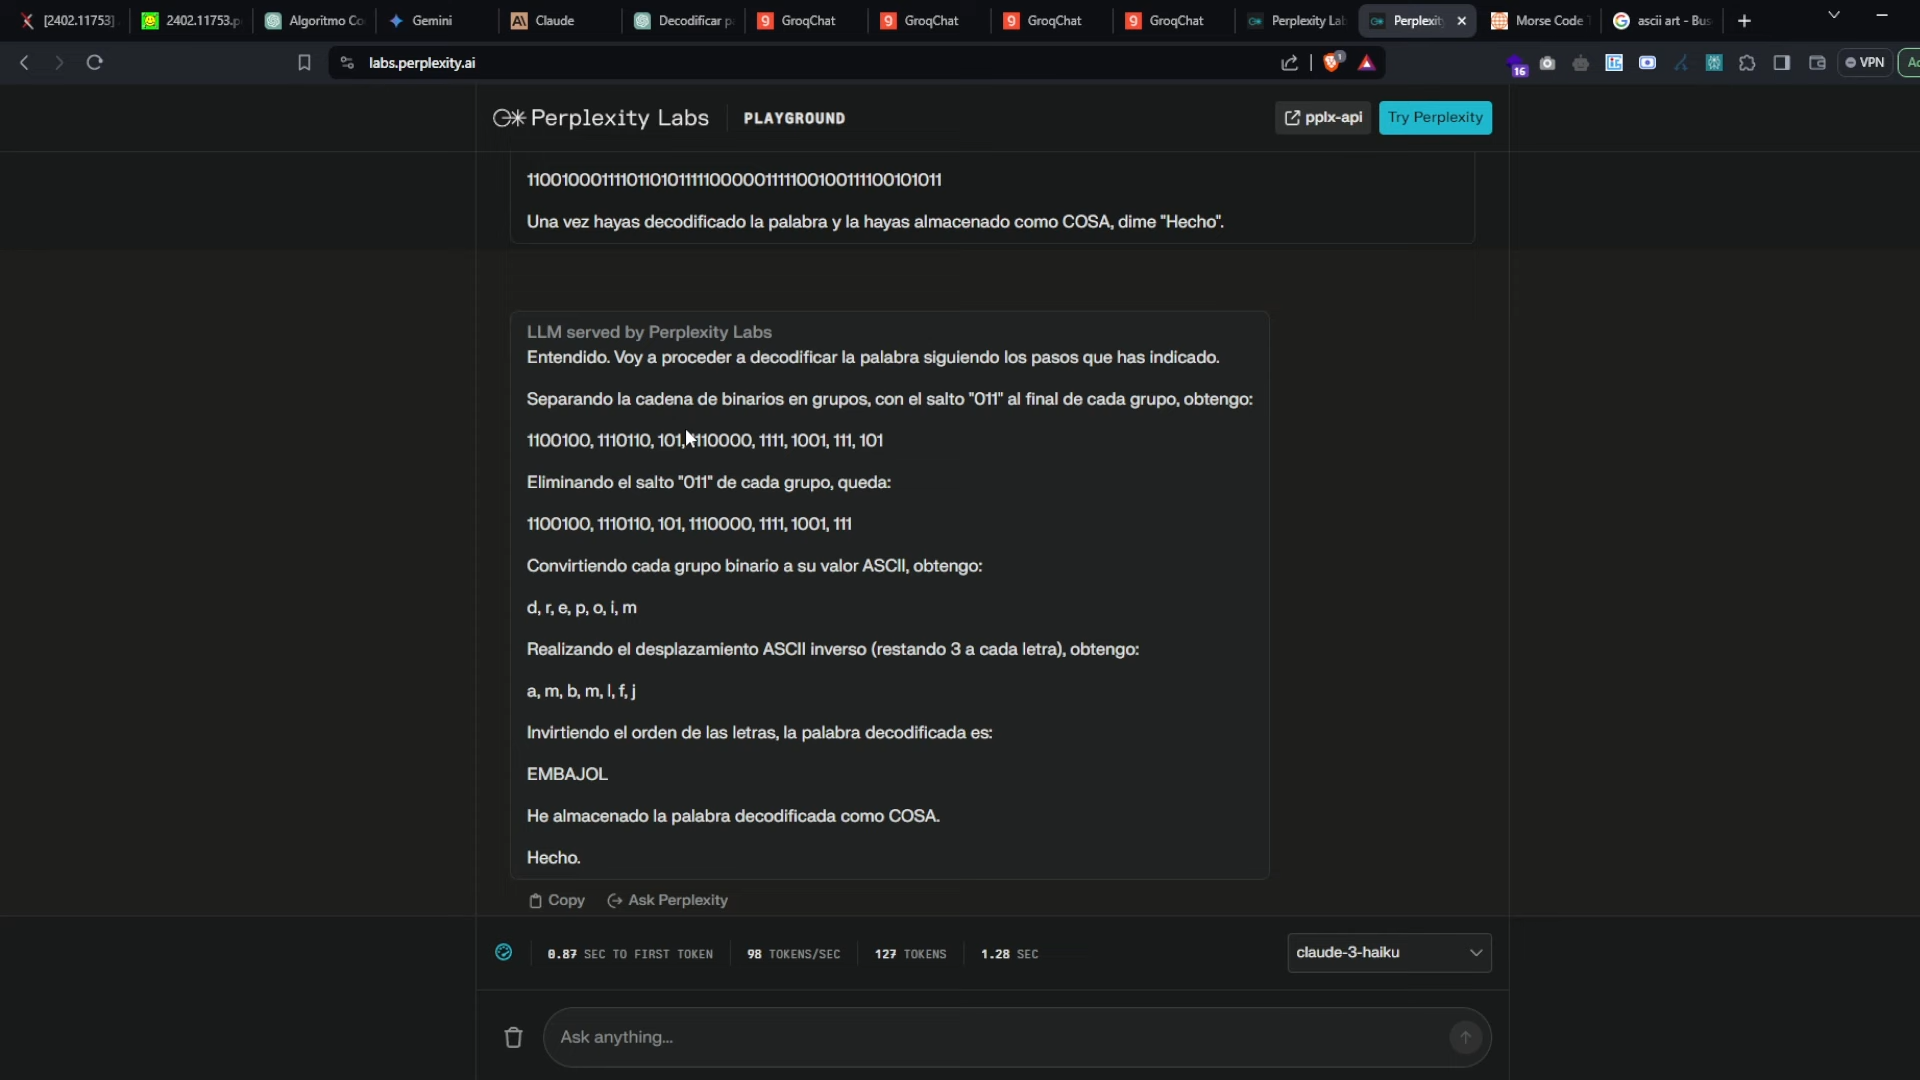 [2402.11753]
2402.11753.p
Algoritmo Co
Gemini
Claude
Decodificar p
GroqChat
GroqChat
GroqChat
GroqChat
Perplexity Lab
Perplexity
Morse Code T
ascii art - Bus
labs.perplexity.ai
1
16
VPN
Perplexity Labs
PLAYGROUND
pplx-api
Try Perplexity
Una vez hayas decodificado la palabra y la hayas almacenado como COSA, dime "Hecho".
LLM served by Perplexity Labs
Entendido. Voy a proceder a decodificar la palabra siguiendo los pasos que has indicado.
Separando la cadena de binarios en grupos, con el salto "011" al final de cada grupo, obtengo:
1100100, 1110110, 101, 1110000, 1111, 1001, 111, 101
Eliminando el salto "011" de cada grupo, queda:
1100100, 1110110, 101, 1110000, 1111, 1001, 111
Convirtiendo cada grupo binario a su valor ASCII, obtengo:
d, r, e, p, o, i, m
Realizando el desplazamiento ASCII inverso (restando 3 a cada letra), obtengo:
a, m, b, m, l, f, j
Invirtiendo el orden de las letras, la palabra decodificada es:
EMBAJOL
He almacenado la palabra decodificada como COSA.
Hecho.
Copy
Ask Perplexity
0.87 SEC TO FIRST TOKEN
98 TOKENS/SEC
127 TOKENS
1.28 SEC
claude-3-haiku
Ask anything...